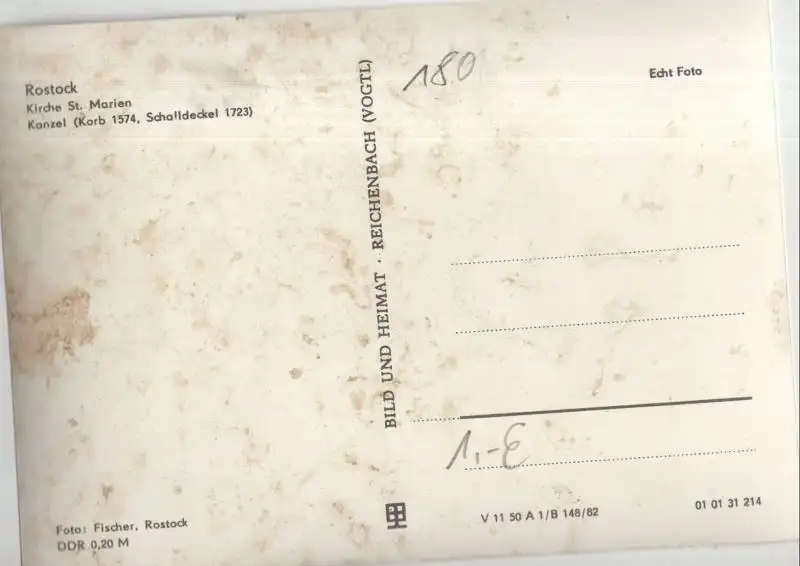 Rostock
Kirche St. Marien
Kanzel (Korb 1574, Schalldeckel 1723)
180
Echt Foto
BILD UND HEIMAT · REICHENBACH (VOGTL)
1,-€
Foto: Fischer, Rostock
DDR 0,20 M
V 11 50 A 1/B 148/82
01 01 31 214